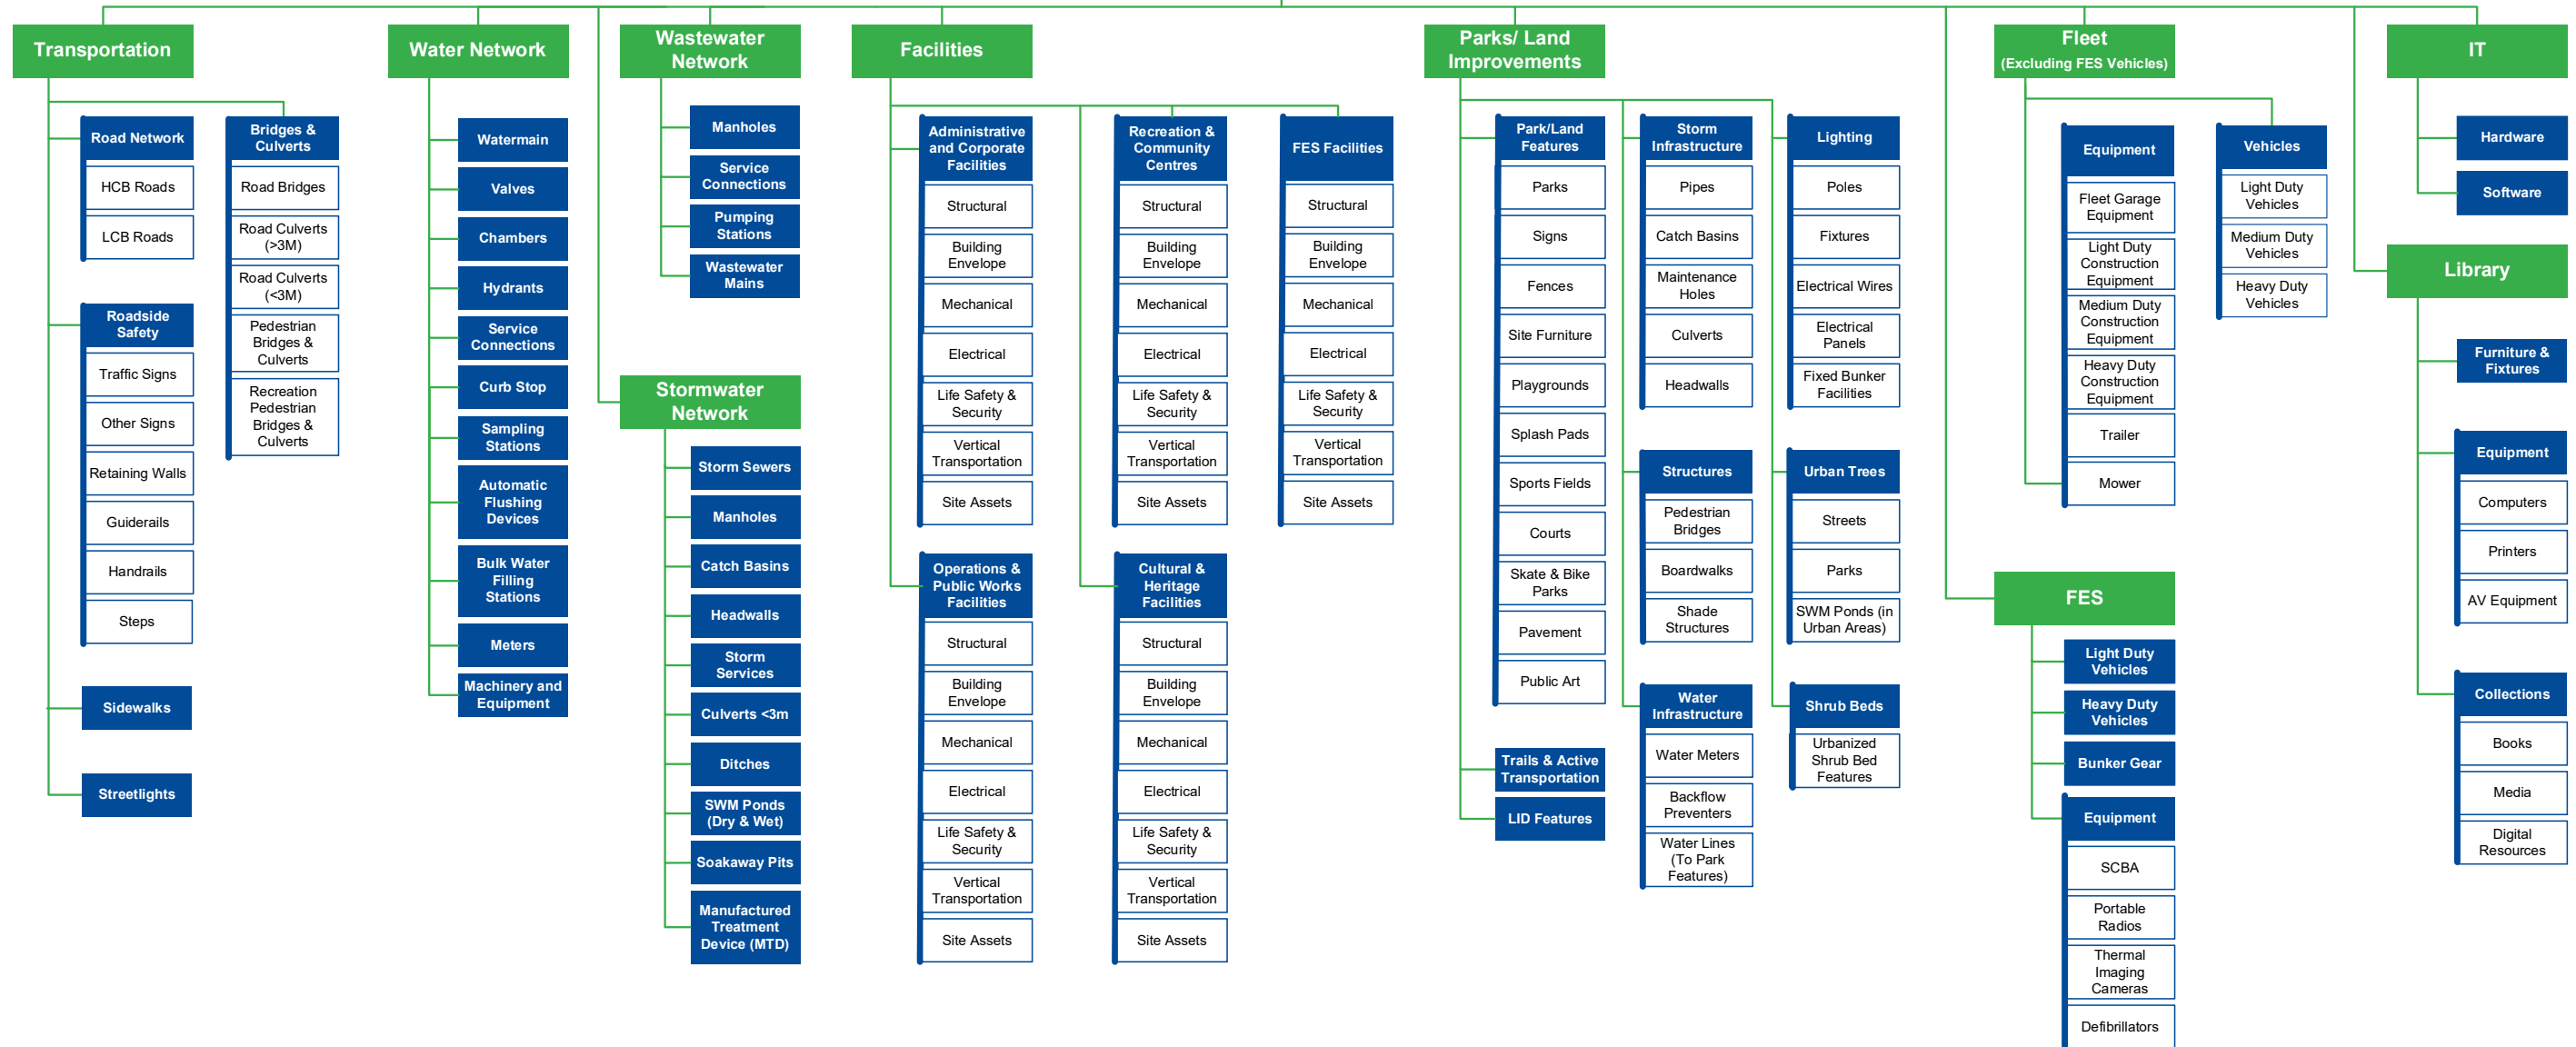 Transportation
Road Network
HCB Roads
LCB Roads
Roadside
Safety
Traffic Signs
Other Signs
Retaining Walls
Guiderails
Handrails
Steps
Sidewalks
Streetlights
Bridges &
Culverts
Road Bridges
Road Culverts
(>3M)
Road Culverts
(<3M)
Pedestrian
Bridges &
Culverts
Recreation
Pedestrian
Bridges &
Culverts
Water Network
Watermain
Valves
Chambers
Hydrants
Service
Connections
Curb Stop
Sampling
Stations
Automatic
Flushing
Devices
Bulk Water
Filling
Stations
Meters
Machinery and
Equipment
Wastewater
Network
Manholes
Service
Connections
Pumping
Stations
Wastewater
Mains
Stormwater
Network
Storm Sewers
Manholes
Catch Basins
Headwalls
Storm
Services
Culverts <3m
Ditches
SWM Ponds
(Dry & Wet)
Soakaway Pits
Manufactured
Treatment
Device (MTD)
Facilities
Administrative
and Corporate
Facilities
Structural
Building
Envelope
Mechanical
Electrical
Life Safety &
Security
Vertical
Transportation
Site Assets
Operations &
Public Works
Facilities
Structural
Building
Envelope
Mechanical
Electrical
Life Safety &
Security
Vertical
Transportation
Site Assets
Recreation &
Community
Centres
Structural
Building
Envelope
Mechanical
Electrical
Life Safety &
Security
Vertical
Transportation
Site Assets
Cultural &
Heritage
Facilities
Structural
Building
Envelope
Mechanical
Electrical
Life Safety &
Security
Vertical
Transportation
Site Assets
FES Facilities
Structural
Building
Envelope
Mechanical
Electrical
Life Safety &
Security
Vertical
Transportation
Site Assets
Parks/ Land
Improvements
Park/Land
Features
Parks
Signs
Fences
Site Furniture
Playgrounds
Splash Pads
Sports Fields
Courts
Skate & Bike
Parks
Pavement
Public Art
Trails & Active
Transportation
LID Features
Storm
Infrastructure
Pipes
Catch Basins
Maintenance
Holes
Culverts
Headwalls
Structures
Pedestrian
Bridges
Boardwalks
Shade
Structures
Water
Infrastructure
Water Meters
Backflow
Preventers
Water Lines
(To Park
Features)
Lighting
Poles
Fixtures
Electrical Wires
Electrical
Panels
Fixed Bunker
Facilities
Urban Trees
Streets
Parks
SWM Ponds (in
Urban Areas)
Shrub Beds
Urbanized
Shrub Bed
Features
Fleet
(Excluding FES Vehicles)
Equipment
Fleet Garage
Equipment
Light Duty
Construction
Equipment
Medium Duty
Construction
Equipment
Heavy Duty
Construction
Equipment
Trailer
Mower
Vehicles
Light Duty
Vehicles
Medium Duty
Vehicles
Heavy Duty
Vehicles
FES
Light Duty
Vehicles
Heavy Duty
Vehicles
Bunker Gear
Equipment
SCBA
Portable
Radios
Thermal
Imaging
Cameras
Defibrillators
IT
Hardware
Software
Library
Furniture &
Fixtures
Equipment
Computers
Printers
AV Equipment
Collections
Books
Media
Digital
Resources